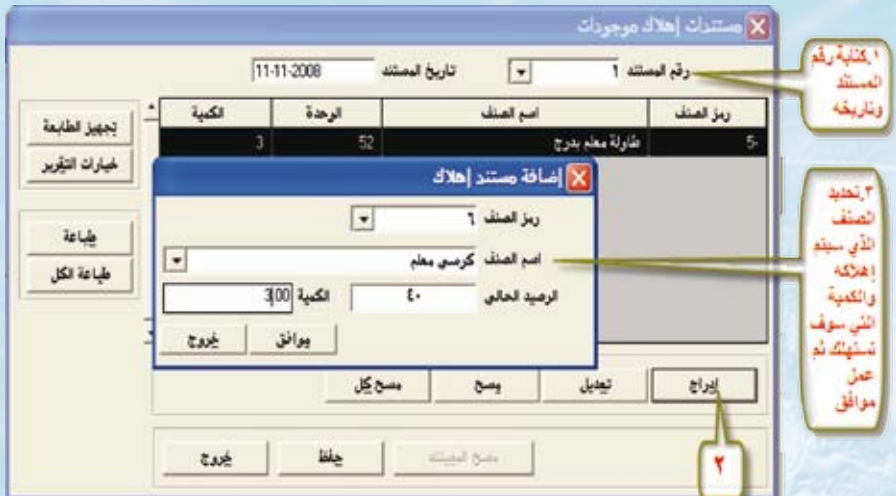 مستندات إهلاك موجودات
١.كتابة رقم
المستند
وتاريخه
رقم المستند 1
تاريخ المستند 11-11-2008
رمز الصنف اسم الصنف الوحدة الكمية
5- طاولة معلم بدرج 52 3
تجهيز الطابعة
خيارات التقرير
طباعة
طباعة الكل
إضافة مستند إهلاك
رمز الصنف ٦
اسم الصنف كرسي معلم
الرصيد الحالي ٤٠ الكمية 3.00
موافق خروج
٣.تحديد
الصنف
الذي سيتم
إهلاكه
والكمية
التي سوف
تستهلك ثم
عمل
موافق
إدراج تعديل مسح مسح كل
٢
مسح المستند حفظ خروج